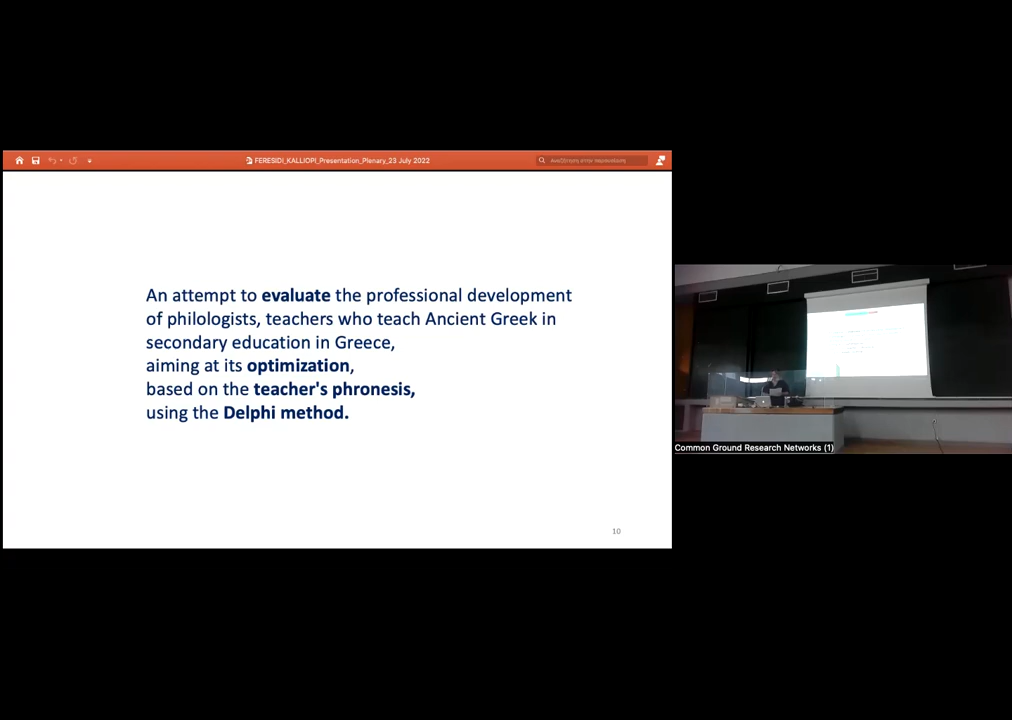 FERESIDI_KALLIOPI_Presentation_Plenary_23 July 2022
An attempt to evaluate the professional development
of philologists, teachers who teach Ancient Greek in
secondary education in Greece,
aiming at its optimization,
based on the teacher's phronesis,
using the Delphi method.
10
Common Ground Research Networks (1)